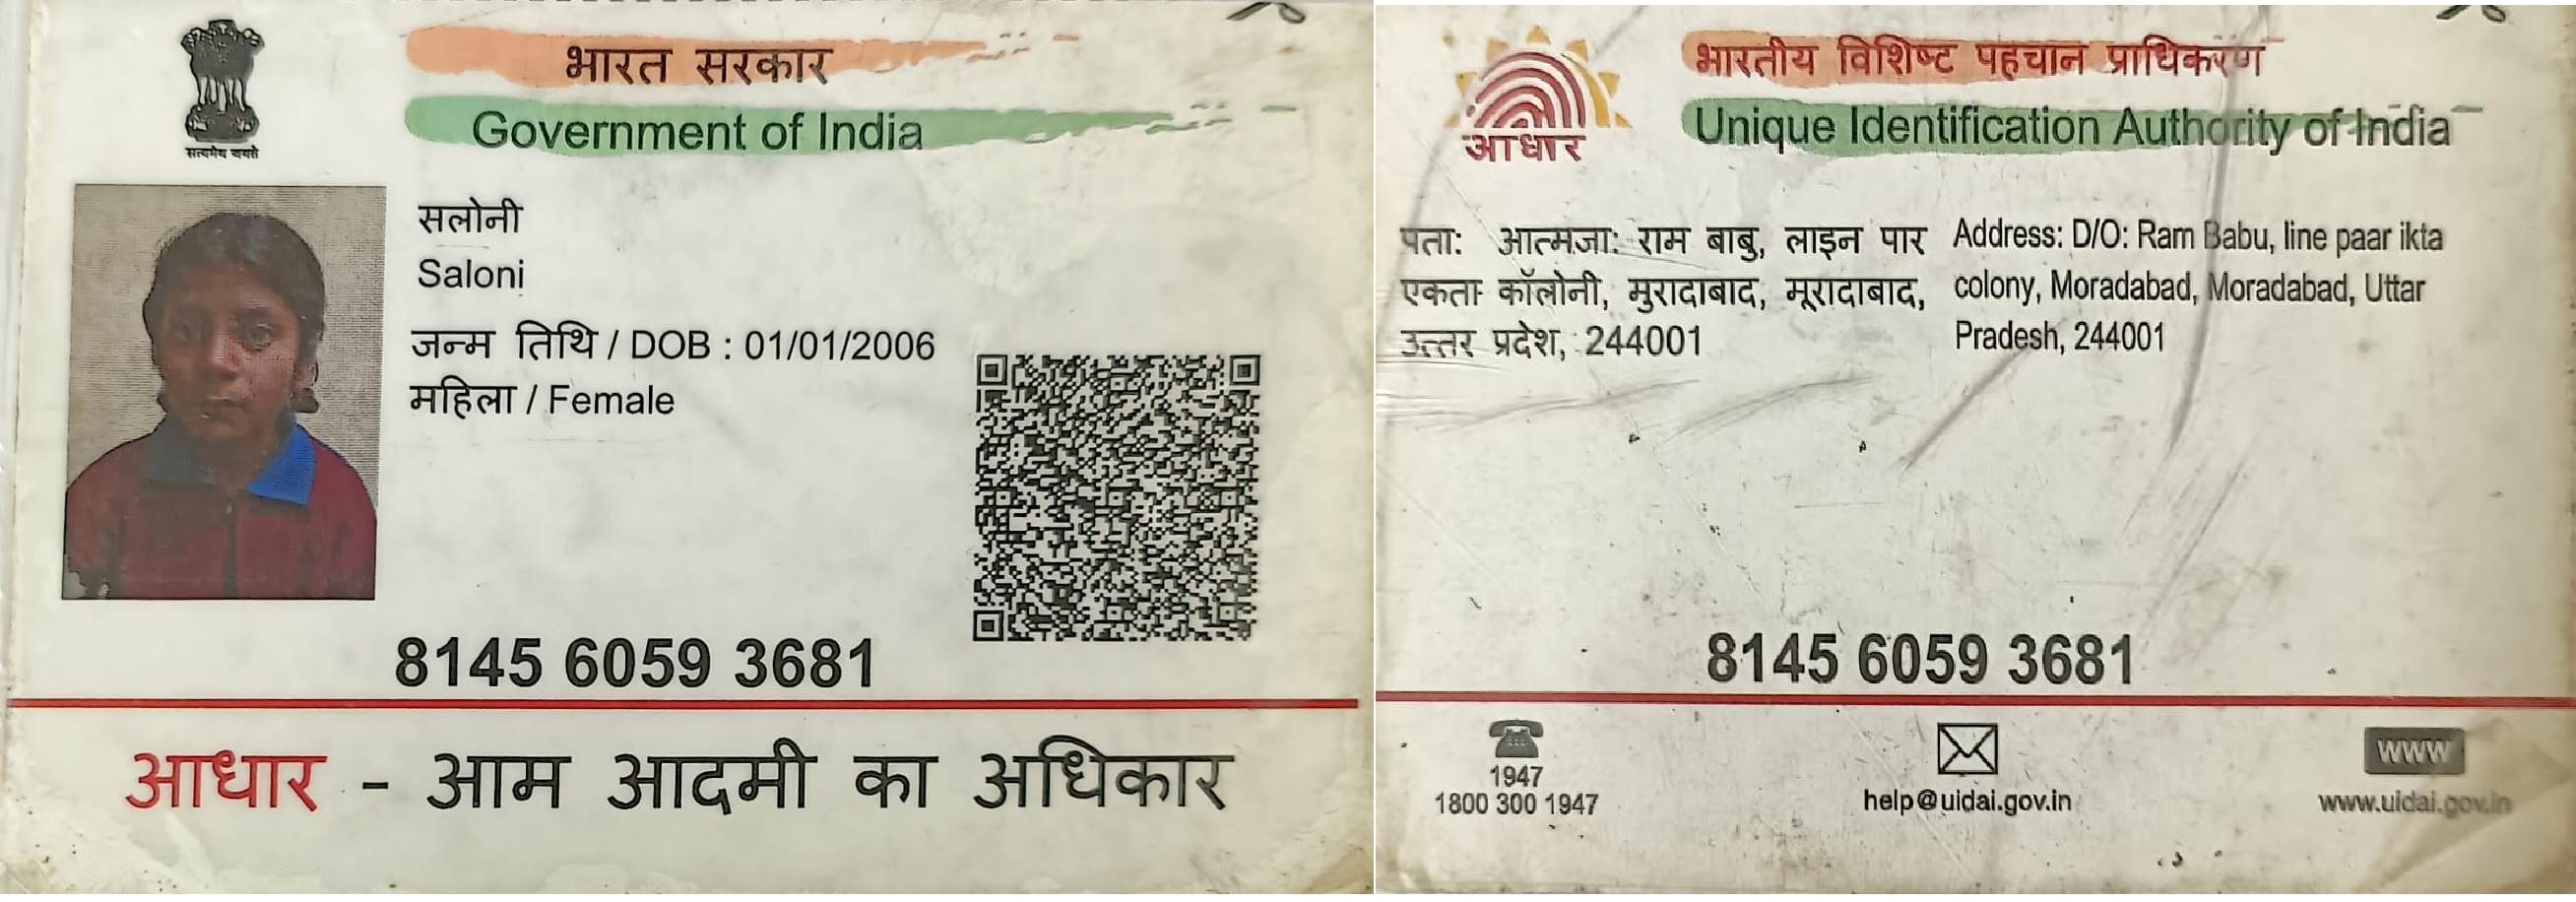 भारत सरकार
Government of India
सत्यमेव जयते
सलोनी
Saloni
जन्म तिथि / DOB : 01/01/2006
महिला / Female
8145 6059 3681
आधार - आम आदमी का अधिकार
भारतीय विशिष्ट पहचान प्राधिकरण
Unique Identification Authority of India
आधार
पता: आत्मजा: राम बाबु, लाइन पार
एकता कॉलोनी, मुरादाबाद, मूरादाबाद,
उत्तर प्रदेश, 244001
Address: D/O: Ram Babu, line paar ikta
colony, Moradabad, Moradabad, Uttar
Pradesh, 244001
8145 6059 3681
1947
1800 300 1947
help@uidai.gov.in
www
www.uidai.gov.in